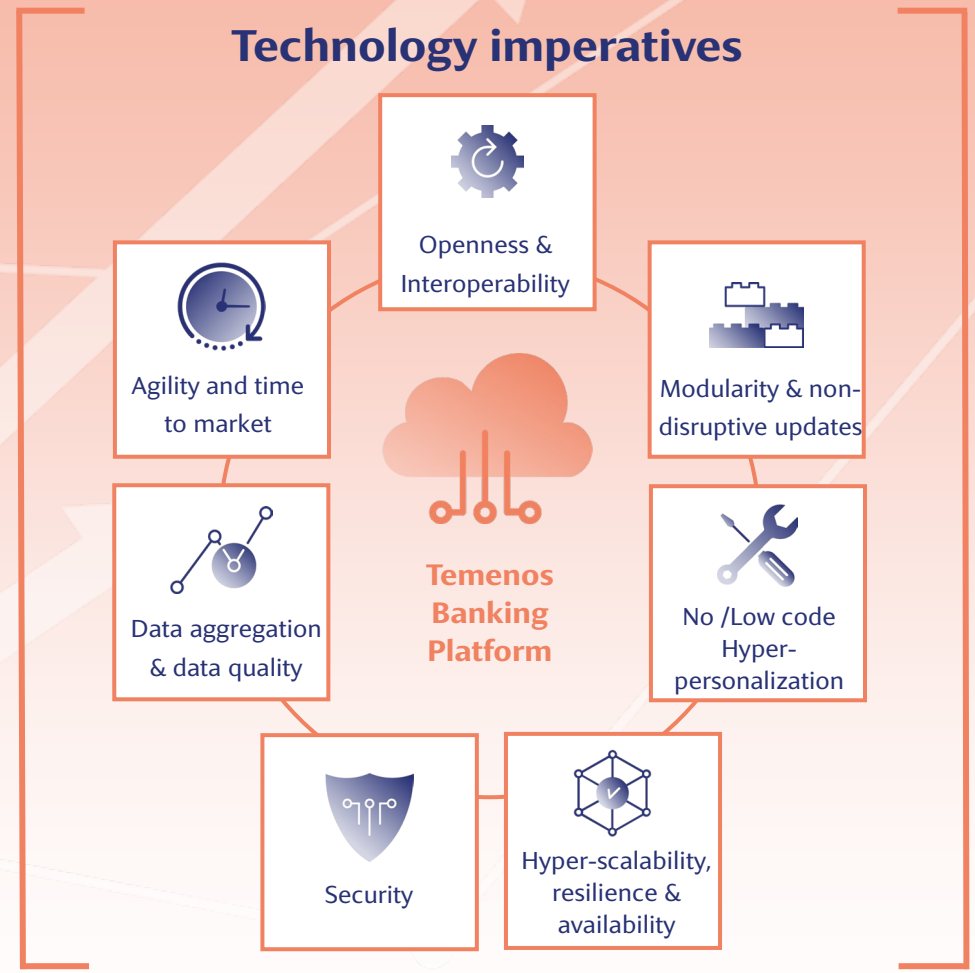 Technology imperatives
Openness &
Interoperability
Agility and time
to market
Modularity & non-
disruptive updates
Temenos
Banking
Platform
Data aggregation
& data quality
No /Low code
Hyper-
personalization
Security
Hyper-scalability,
resilience &
availability